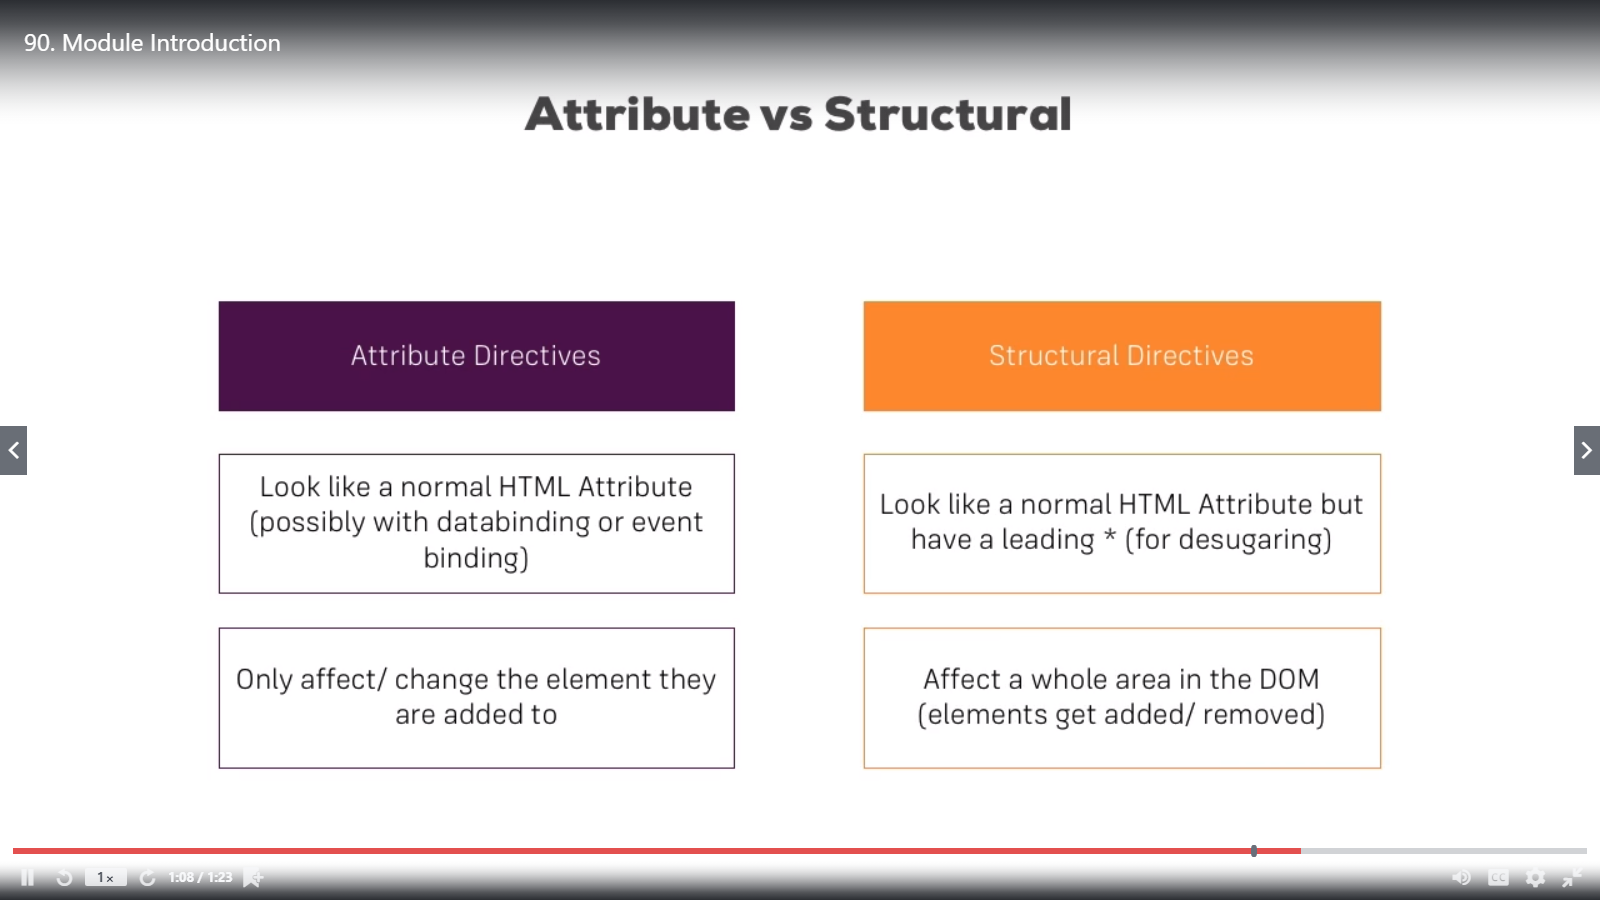 90. Module Introduction
Attribute vs Structural
Attribute Directives
Structural Directives
Look like a normal HTML Attribute
(possibly with databinding or event
binding)
Look like a normal HTML Attribute but
have a leading * (for desugaring)
Only affect/ change the element they
are added to
Affect a whole area in the DOM
(elements get added/ removed)
1×
1:08 / 1:23
CC